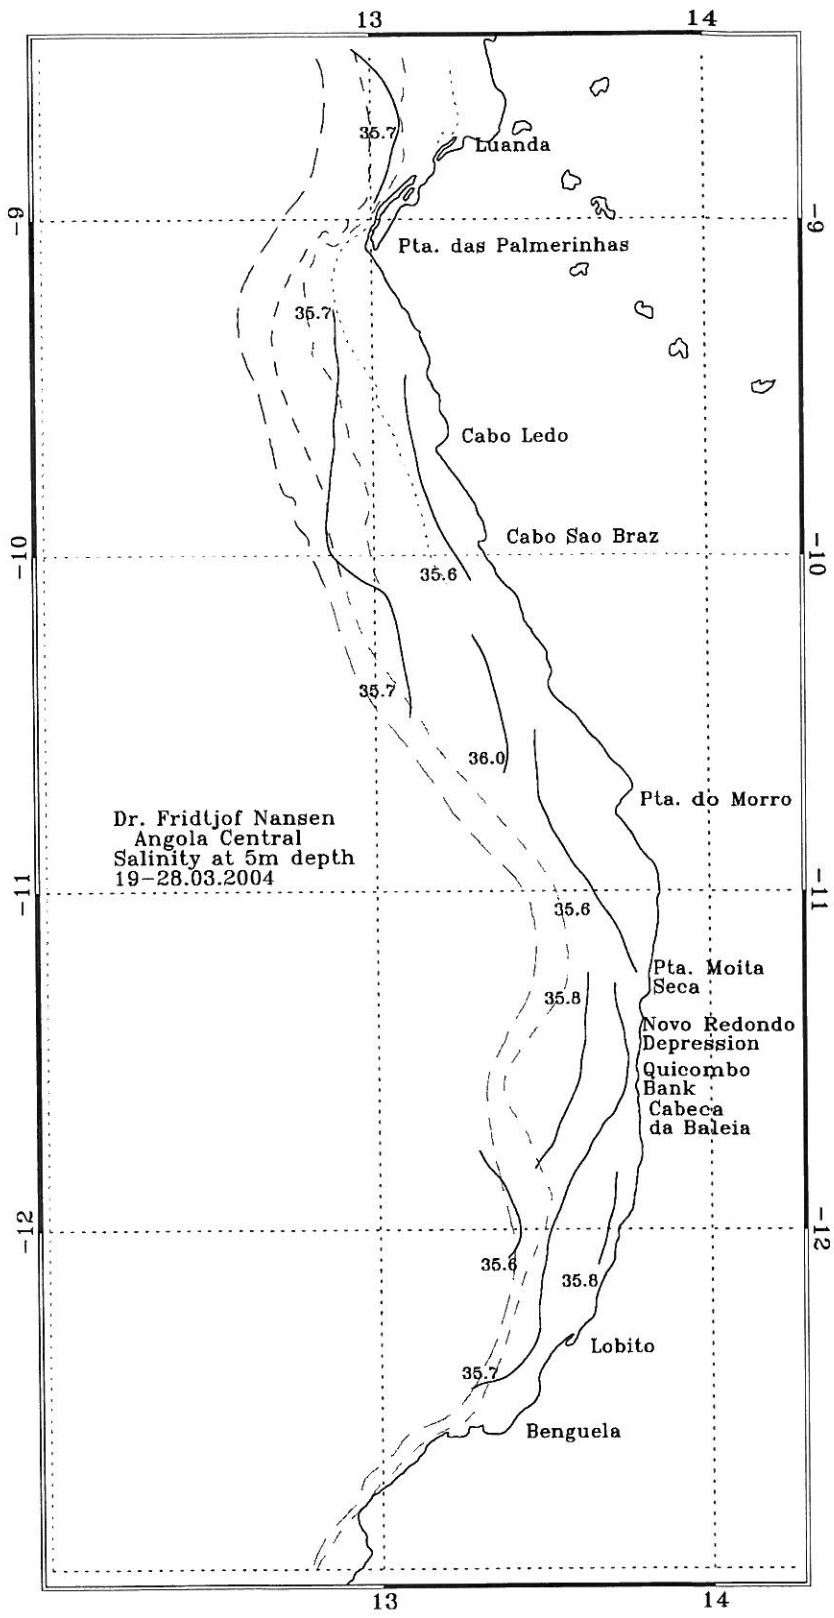 13
14
35.7
Luanda
-9
-9
Pta. das Palmerinhas
35.7
Cabo Ledo
Cabo Sao Braz
-10
-10
35.6
35.7
36.0
Pta. do Morro
Dr. Fridtjof Nansen
Angola Central
Salinity at 5m depth
19-28.03.2004
-11
-11
35.6
Pta. Moita
Seca
35.8
Novo Redondo
Depression
Quicombo
Bank
Cabeca
da Baleia
-12
-12
35.6
35.8
Lobito
35.7
Benguela
13
14